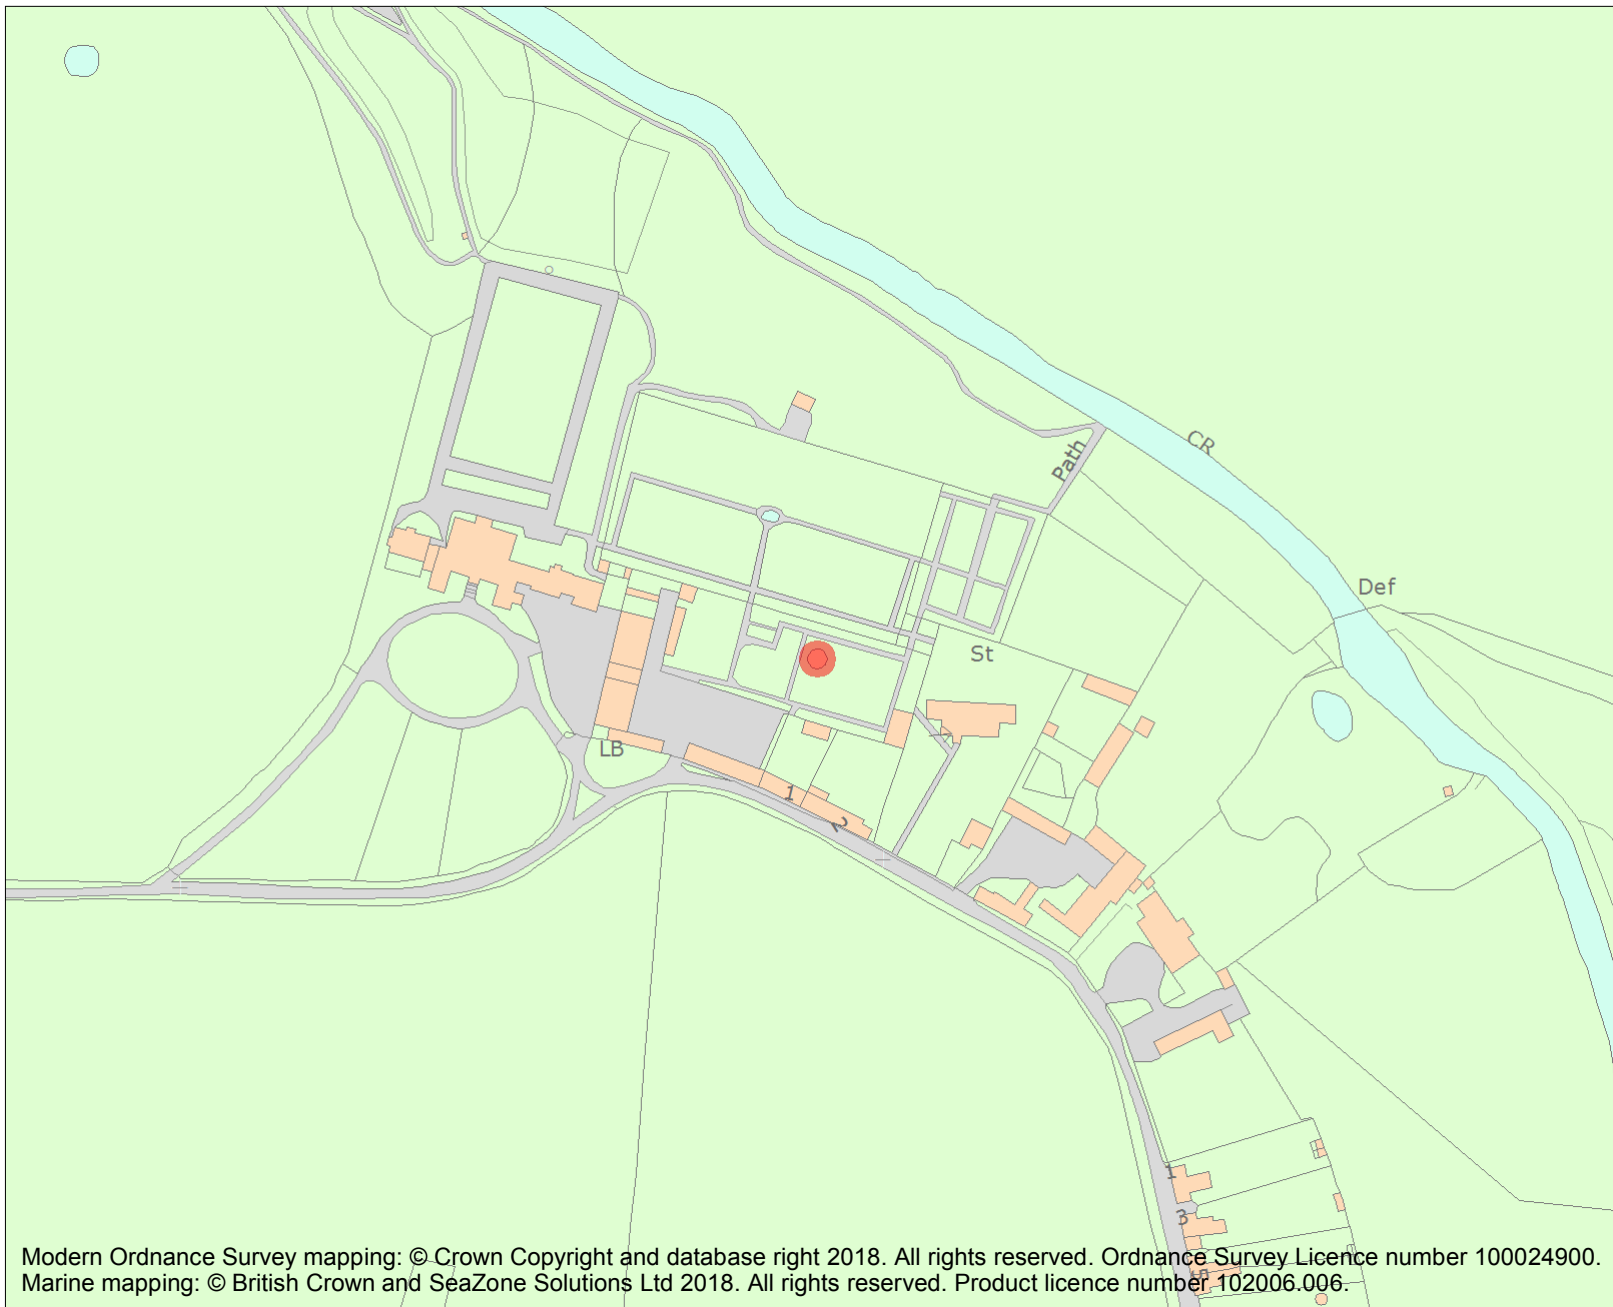 CR
Path
Def
St
LB
1
2
1
3
5
Modern Ordnance Survey mapping: © Crown Copyright and database right 2018. All rights reserved. Ordnance Survey Licence number 100024900.
Marine mapping: © British Crown and SeaZone Solutions Ltd 2018. All rights reserved. Product licence number 102006.006.